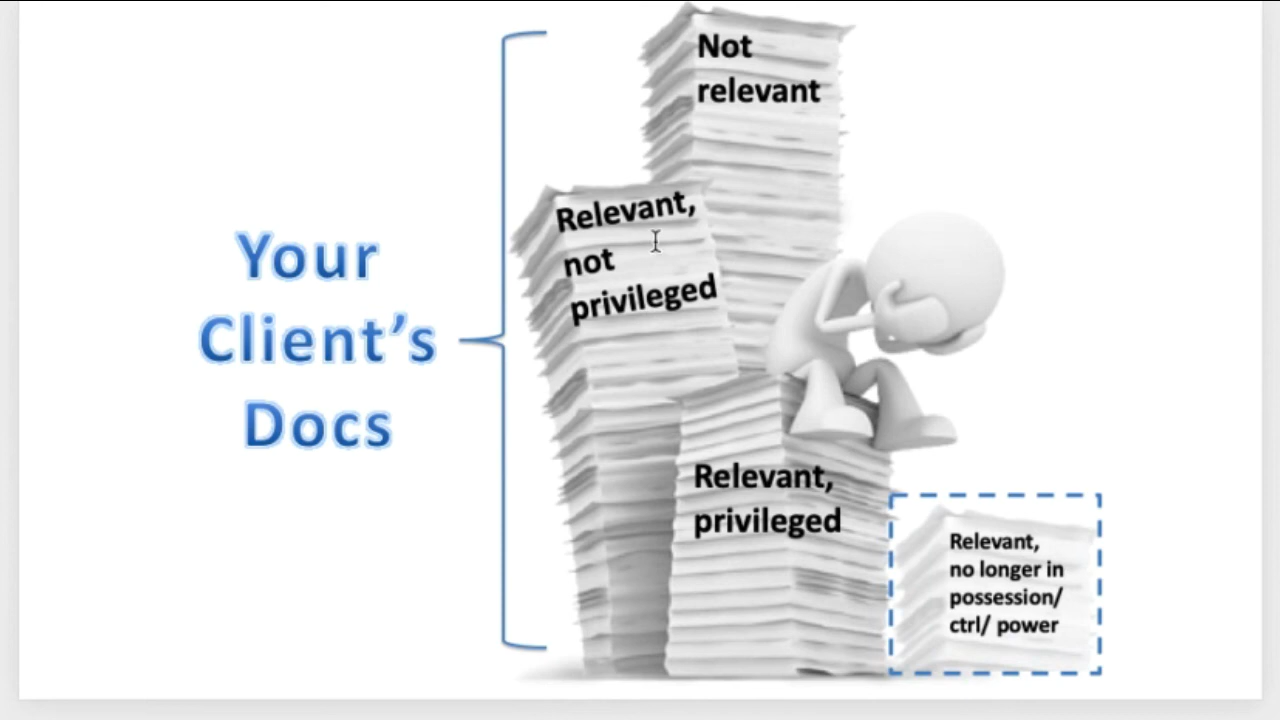 Your
Client’s
Docs
Not
relevant
Relevant,
not
privileged
Relevant,
privileged
Relevant,
no longer in
possession/
ctrl/ power